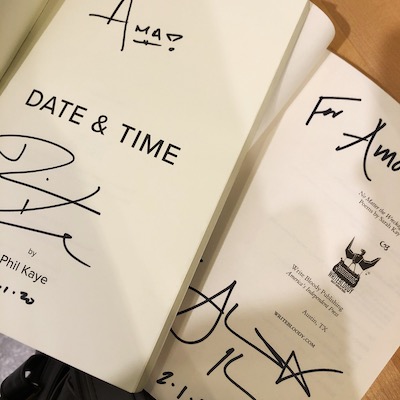 Ama!
DATE & TIME
by
Phil Kaye
.1.20
For Ama
No Matter the Wreckage
Poems by Sarah Kay
Write Bloody Publishing
America's Independent Press
Austin, TX
WRITEBLOODY.COM
2.1.